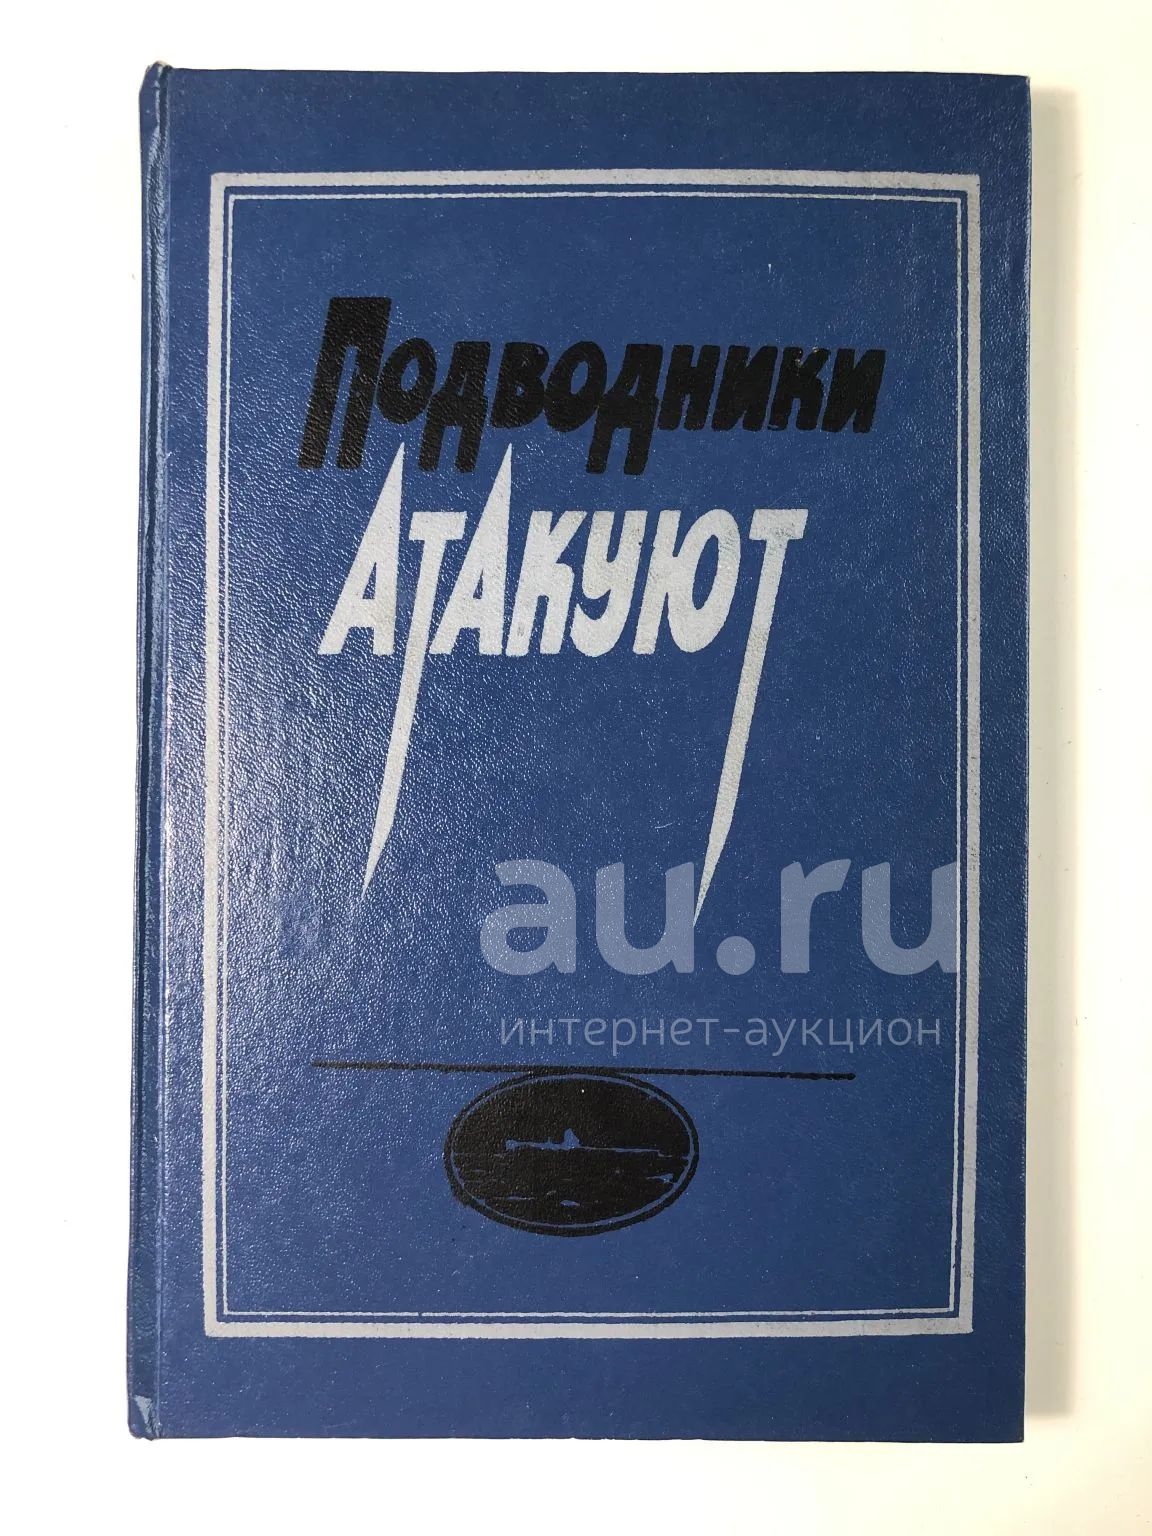 Подводники
Атакуют
au.ru
интернет-аукцион